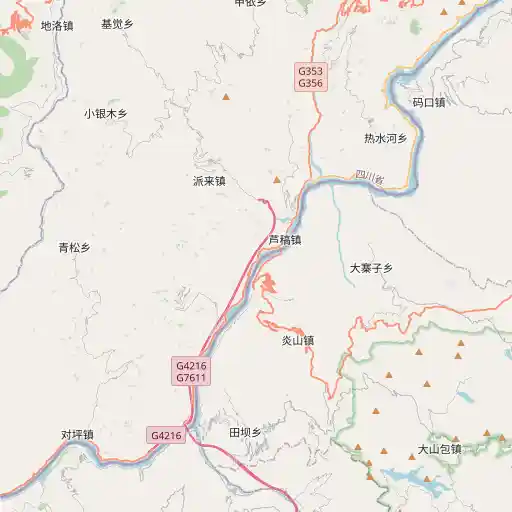 甲依乡
地洛镇
基觉乡
G353
G356
码口镇
小银木乡
热水河乡
四川省
派来镇
芦稿镇
青松乡
大寨子乡
炎山镇
G4216
G7611
对坪镇
G4216
田坝乡
大山包镇